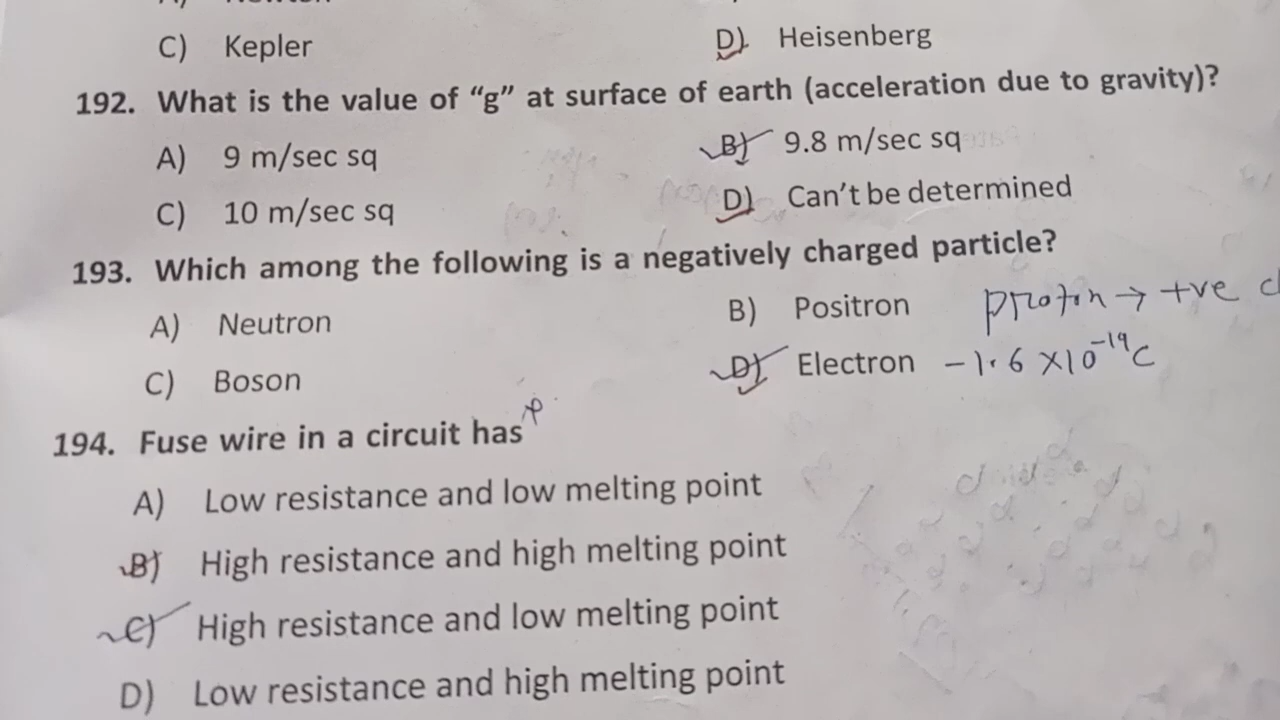 C) Kepler D) Heisenberg
192. What is the value of “g” at surface of earth (acceleration due to gravity)?
A) 9 m/sec sq B) 9.8 m/sec sq
C) 10 m/sec sq D) Can’t be determined
193. Which among the following is a negatively charged particle?
A) Neutron B) Positron proton → +ve
C) Boson D) Electron −1.6 ×10⁻¹⁹C
194. Fuse wire in a circuit has
A) Low resistance and low melting point
B) High resistance and high melting point
C) High resistance and low melting point
D) Low resistance and high melting point